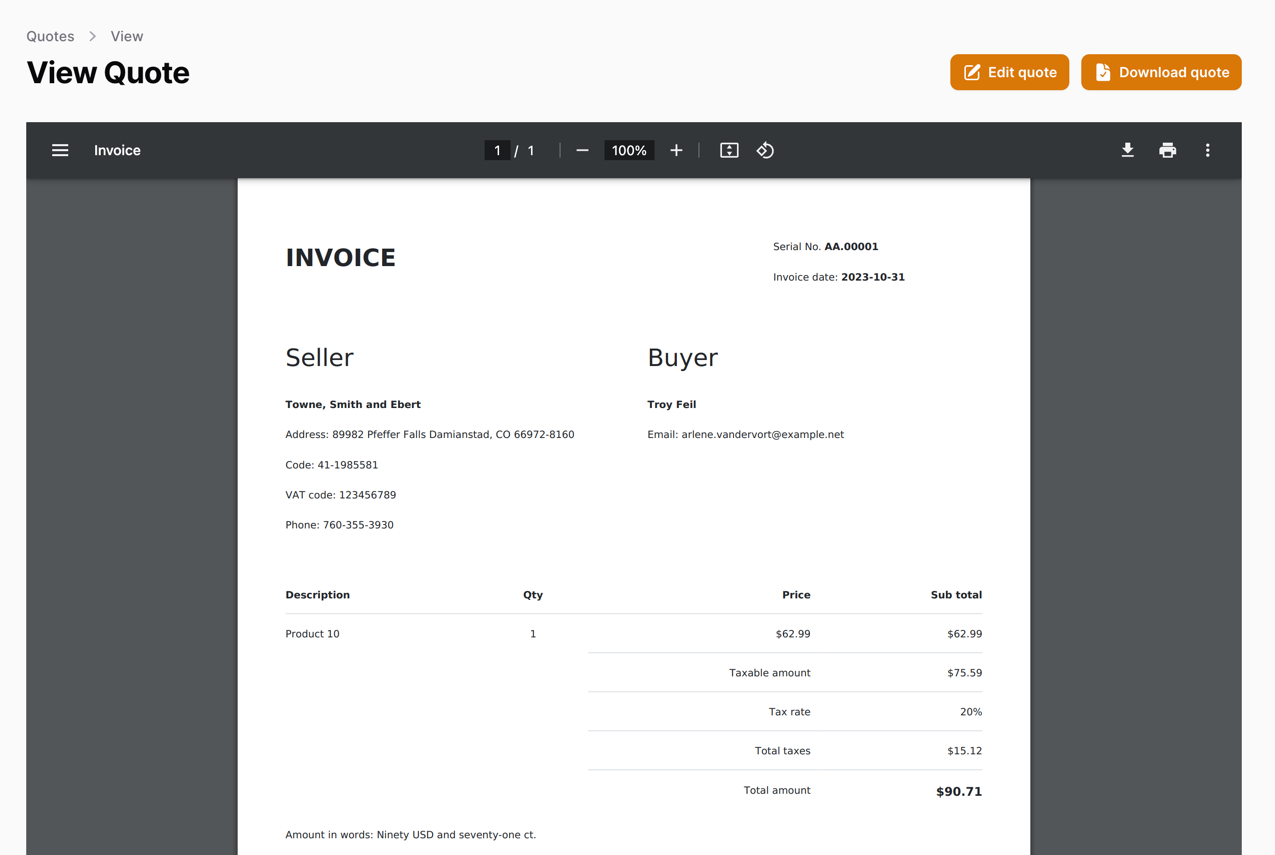 Quotes > View
View Quote
Edit quote
Download quote
Invoice
1 / 1
100%
INVOICE
Serial No. AA.00001
Invoice date: 2023-10-31
Seller
Buyer
Towne, Smith and Ebert
Troy Feil
Address: 89982 Pfeffer Falls Damianstad, CO 66972-8160
Email: arlene.vandervort@example.net
Code: 41-1985581
VAT code: 123456789
Phone: 760-355-3930
Description Qty Price Sub total
Product 10 1 $62.99 $62.99
Taxable amount $75.59
Tax rate 20%
Total taxes $15.12
Total amount $90.71
Amount in words: Ninety USD and seventy-one ct.